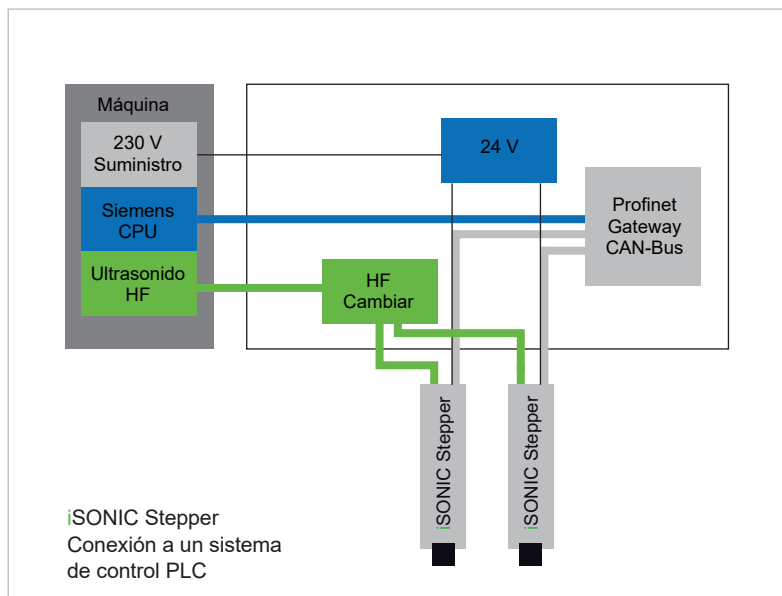 Máquina
230 V
Suministro
Siemens
CPU
Ultrasonido
HF
24 V
Profinet
Gateway
CAN-Bus
HF
Cambiar
iSONIC Stepper
iSONIC Stepper
iSONIC Stepper
Conexión a un sistema
de control PLC